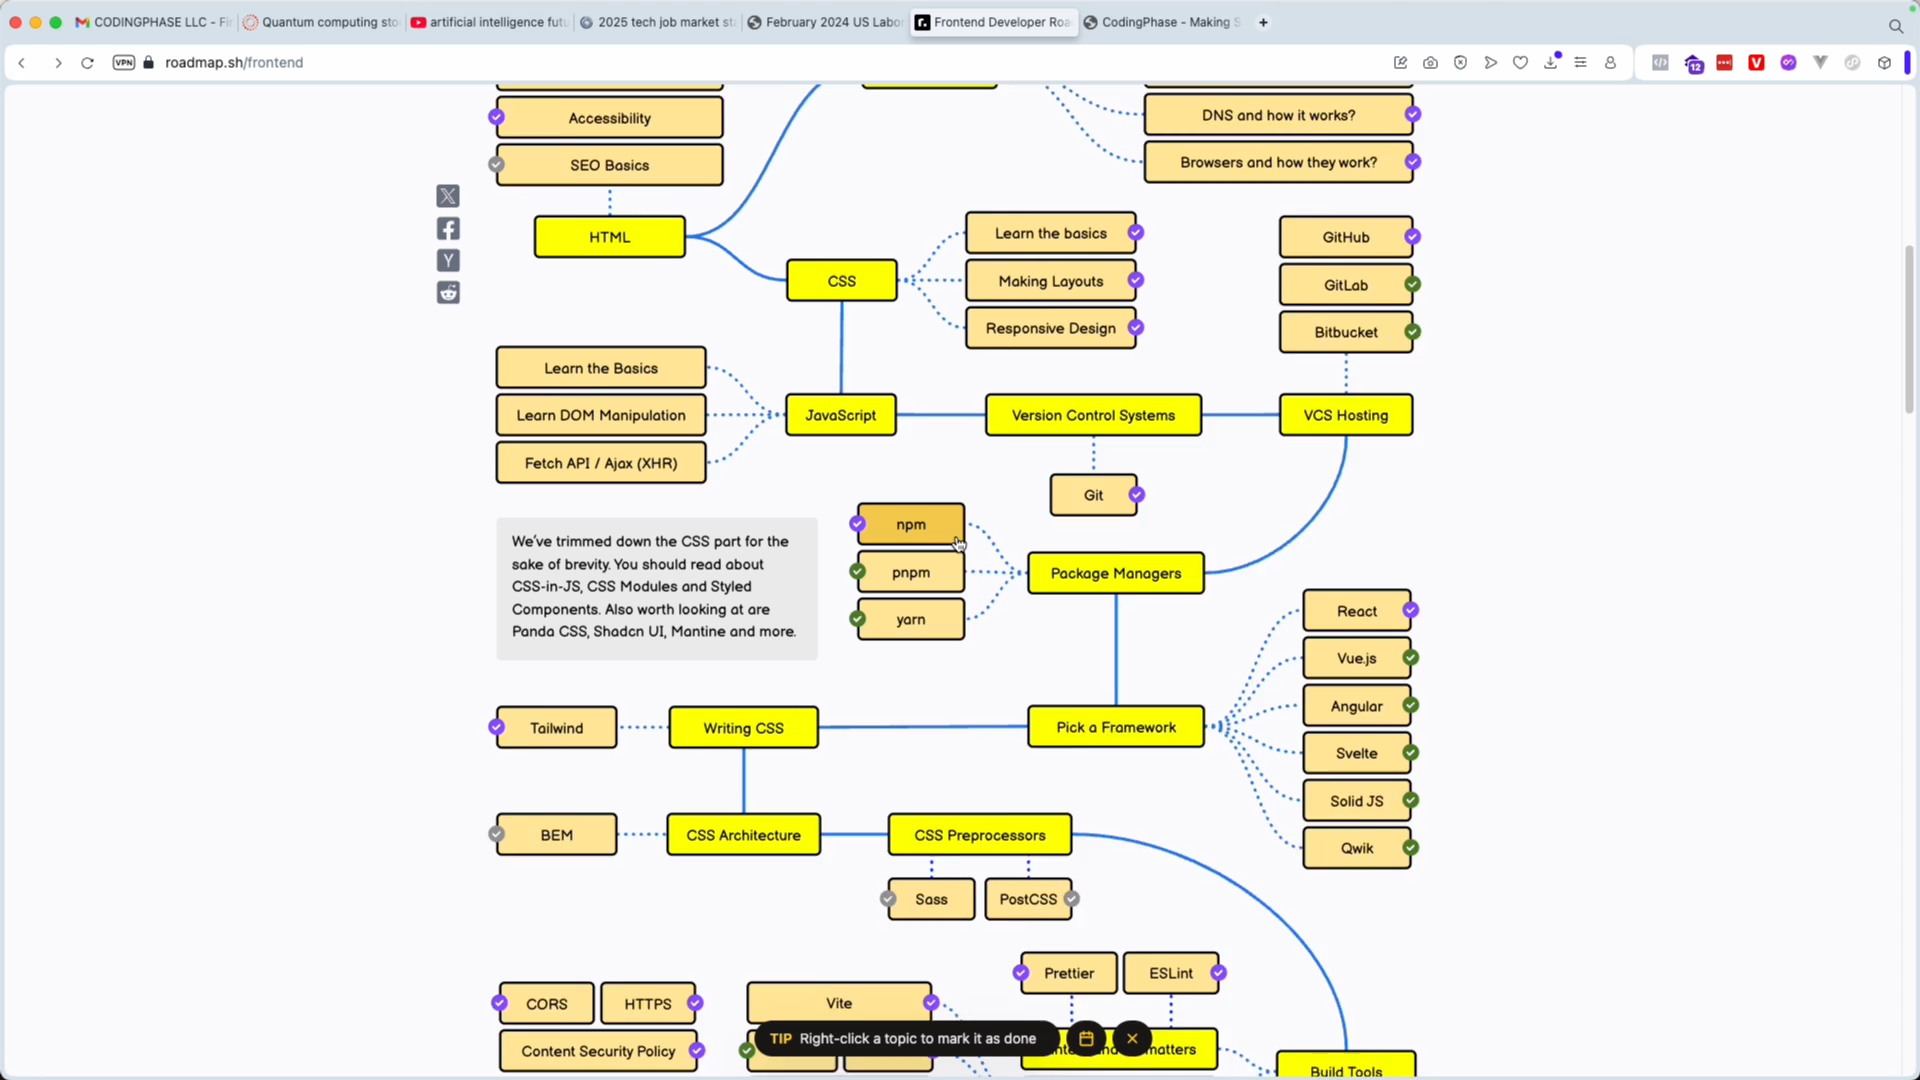 CODINGPHASE LLC - Fi
Quantum computing sto
artificial intelligence futu
2025 tech job market st
February 2024 US Labo
Frontend Developer Roa
CodingPhase - Making S
VPN
roadmap.sh/frontend
12
Accessibility
DNS and how it works?
SEO Basics
Browsers and how they work?
HTML
Learn the basics
GitHub
CSS
Making Layouts
GitLab
Responsive Design
Bitbucket
Learn the Basics
Learn DOM Manipulation
JavaScript
Version Control Systems
VCS Hosting
Fetch API / Ajax (XHR)
Git
npm
We've trimmed down the CSS part for the
sake of brevity. You should read about
CSS-in-JS, CSS Modules and Styled
Components. Also worth looking at are
Panda CSS, Shadcn UI, Mantine and more.
pnpm
Package Managers
yarn
React
Vue.js
Angular
Tailwind
Writing CSS
Pick a Framework
Svelte
Solid JS
BEM
CSS Architecture
CSS Preprocessors
Qwik
Sass
PostCSS
Prettier
ESLint
CORS
HTTPS
Vite
TIP Right-click a topic to mark it as done
Content Security Policy
matters
Build Tools